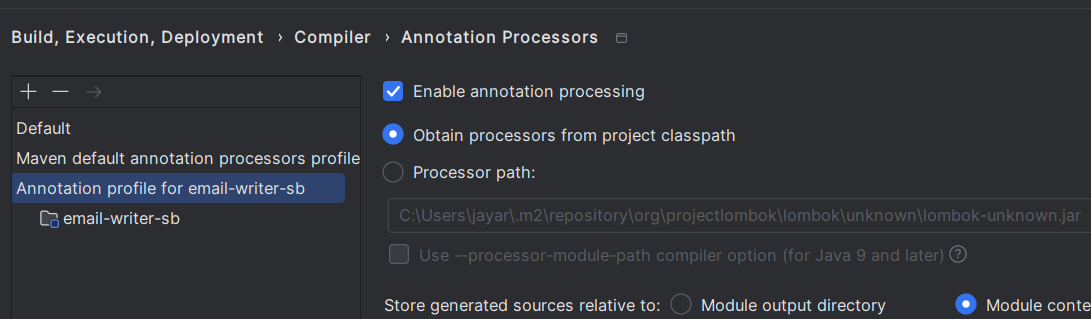 Build, Execution, Deployment › Compiler › Annotation Processors
Default
Maven default annotation processors profile
Annotation profile for email-writer-sb
email-writer-sb
Enable annotation processing
Obtain processors from project classpath
Processor path:
C:\Users\jayar\.m2\repository\org\projectlombok\lombok\unknown\lombok-unknown.jar
Use --processor-module-path compiler option (for Java 9 and later) ?
Store generated sources relative to: Module output directory Module conte